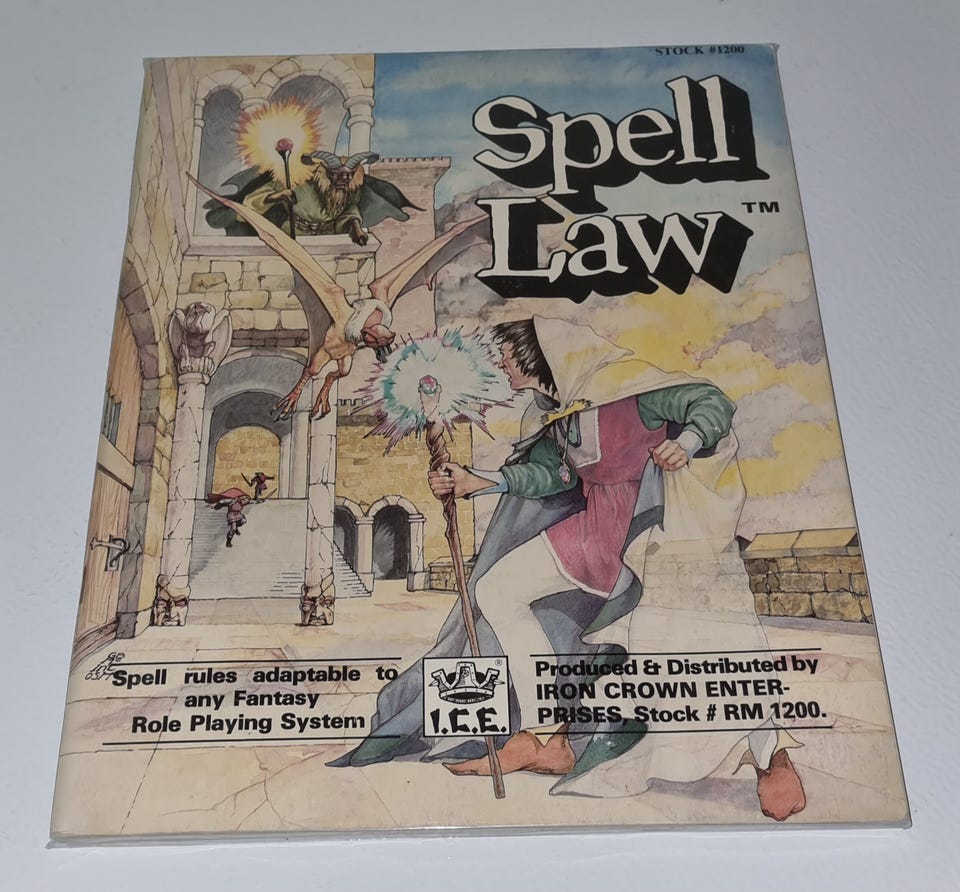 STOCK #1200
Spell
Law™
Spell rules adaptable to
any Fantasy
Role Playing System
®
I.C.E.
Produced & Distributed by
IRON CROWN ENTER-
PRISES, Stock # RM 1200.